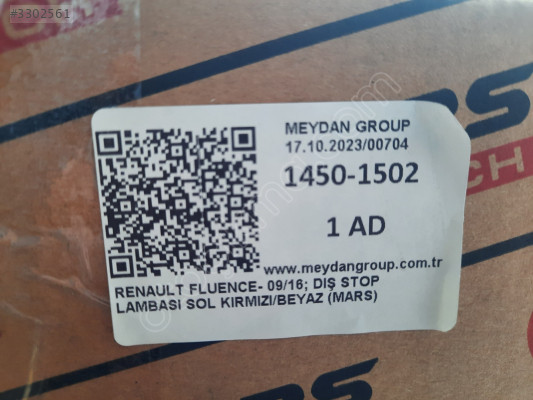 #3302561
MEYDAN GROUP
17.10.2023/00704
1450-1502
1 AD
www.meydangroup.com.tr
RENAULT FLUENCE- 09/16; DIŞ STOP
LAMBASI SOL KIRMIZI/BEYAZ (MARS)